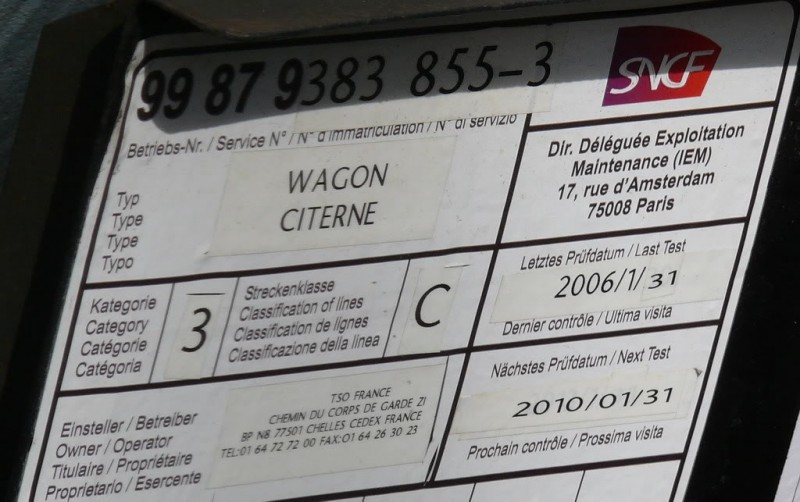 99 87 9383 855-3
SNCF
Betriebs-Nr. / Service N° / N° d'immatriculation / N° di servizio
Dir. Déléguée Exploitation
Maintenance (IEM)
17, rue d'Amsterdam
75008 Paris
Typ
Type
Type
Typo
WAGON
CITERNE
Letztes Prüfdatum / Last Test
2006/1/31
Dernier contrôle / Ultima visita
Kategorie
Category
Catégorie
Catégoria
3
Streckenklasse
Classification of lines
Classification de lignes
Classificazione della linea
C
Nächstes Prüfdatum / Next Test
2010/01/31
Prochain contrôle / Prossima visita
Einsteller / Betreiber
Owner / Operator
Titulaire / Propriétaire
Proprietario / Esercente
TSO FRANCE
CHEMIN DU CORPS DE GARDE ZI
BP N8 77501 CHELLES CEDEX FRANCE
TEL:01 64 72 72 00 FAX:01 64 26 30 23